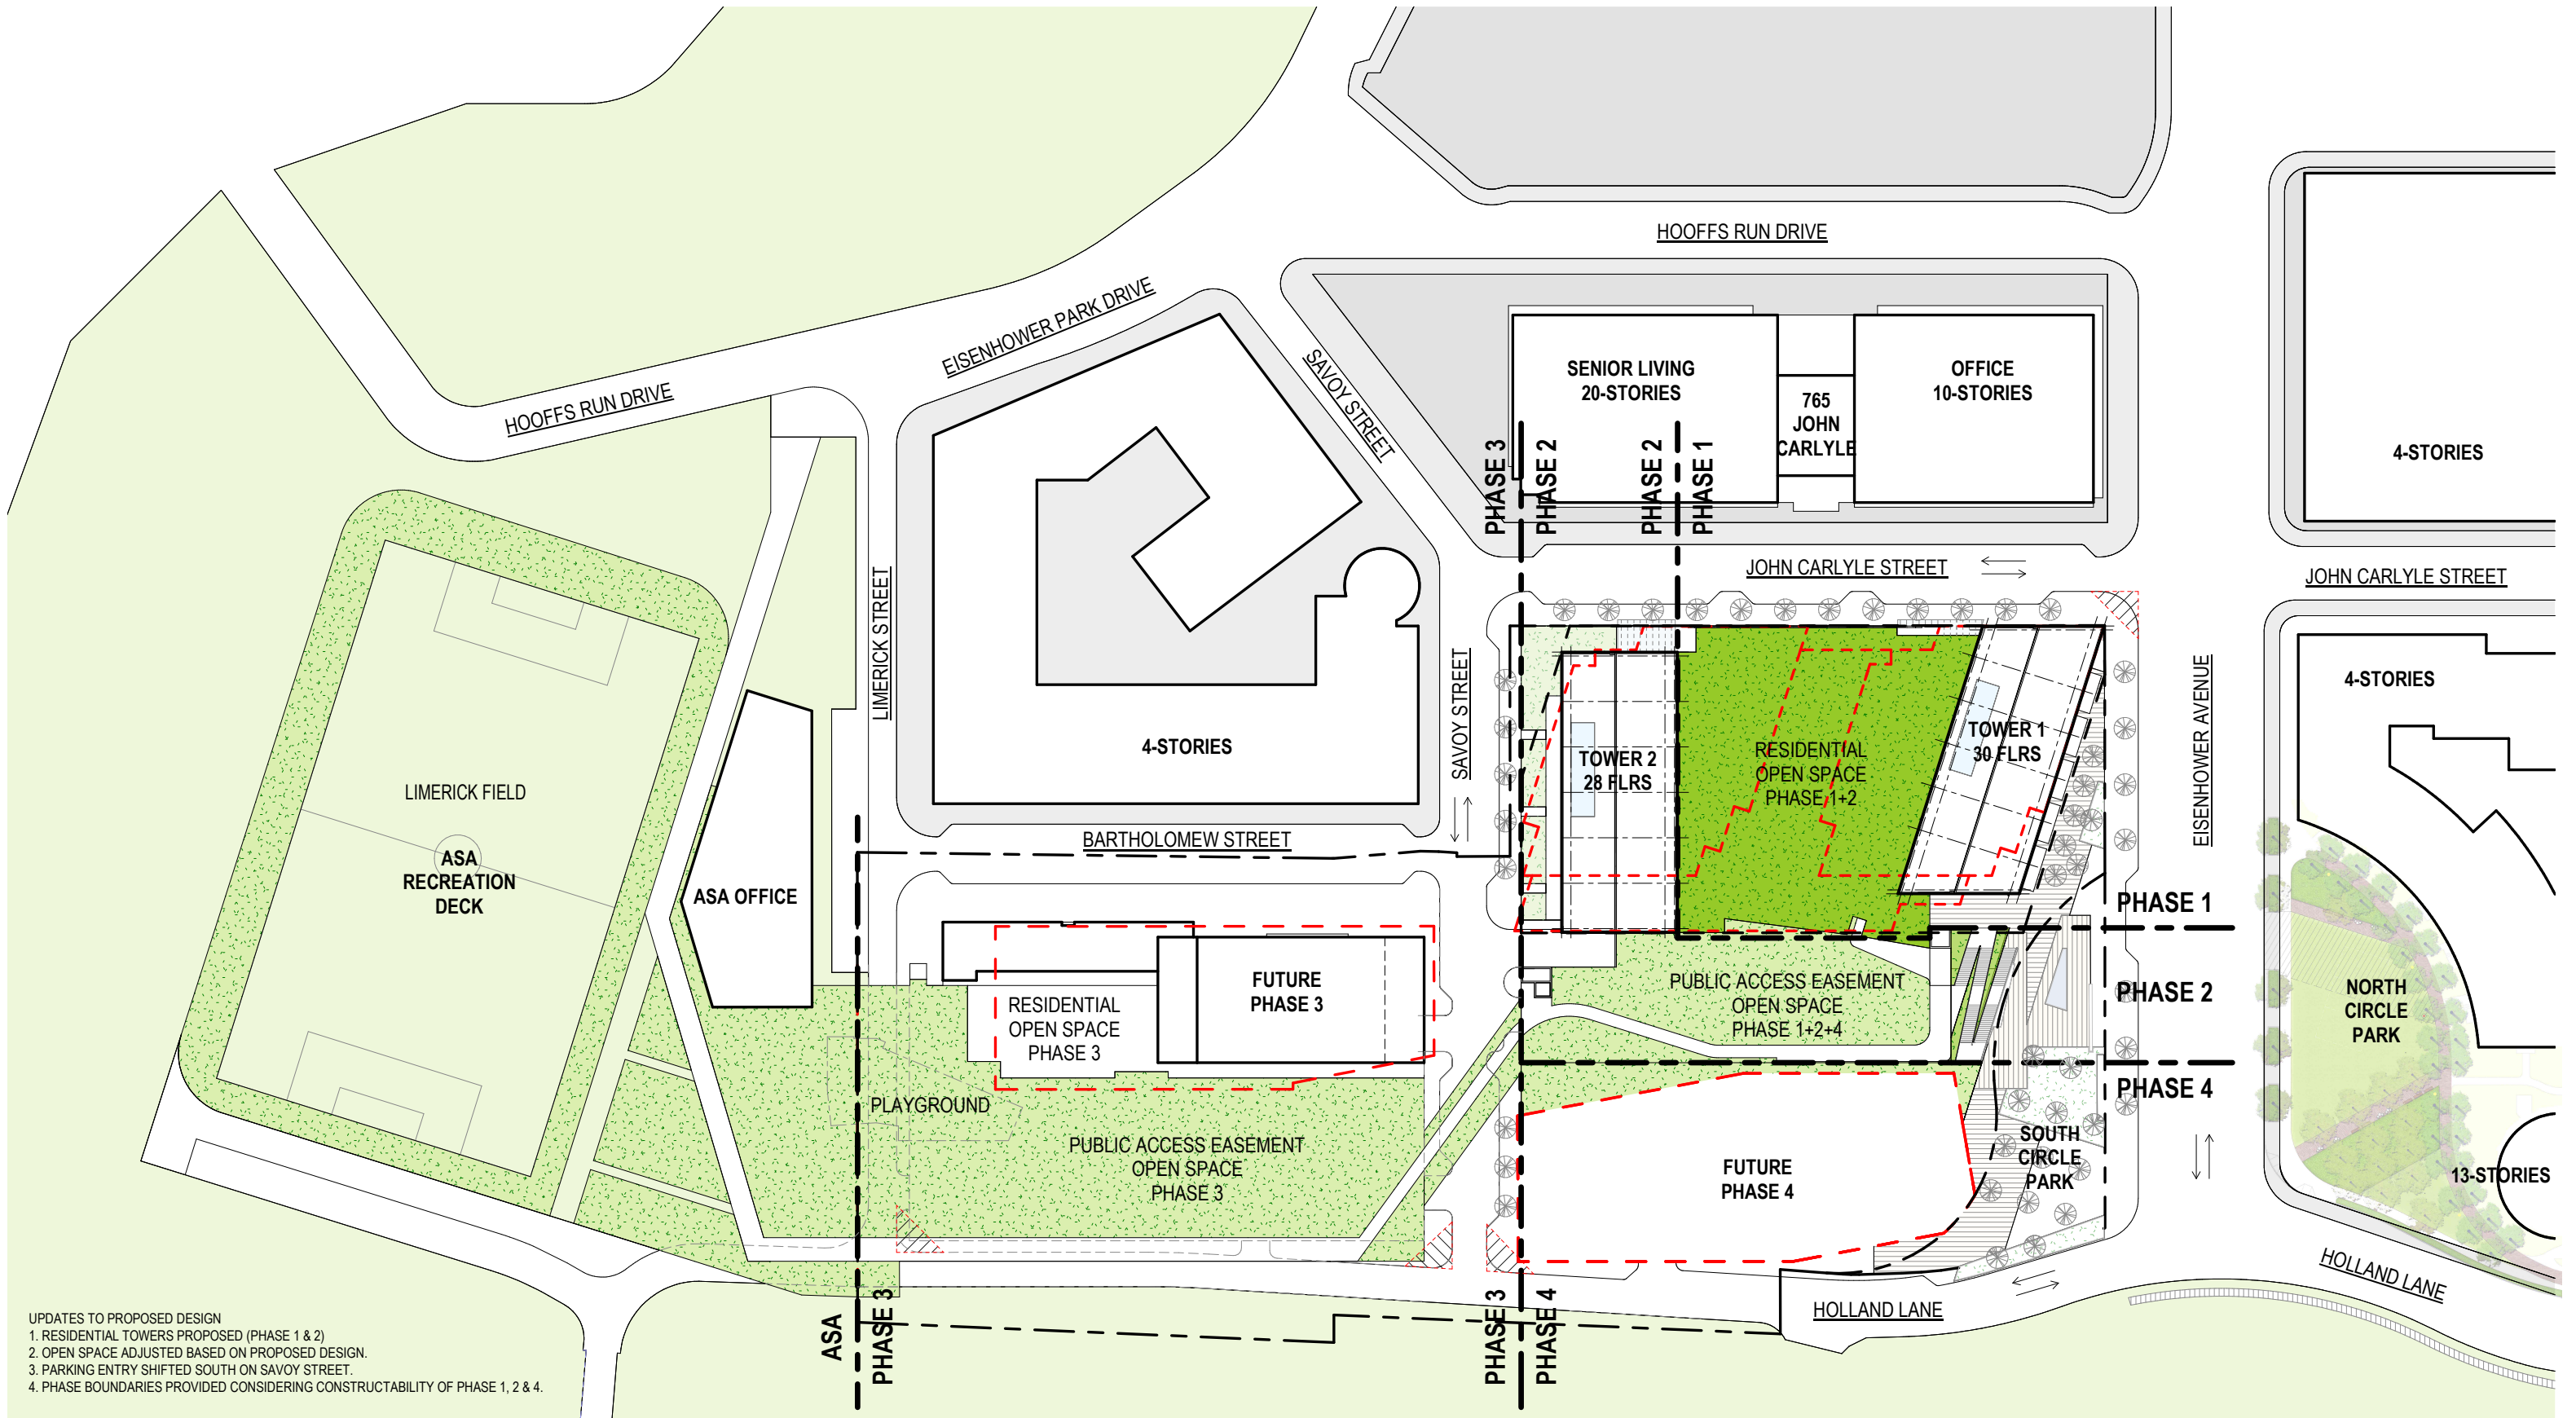 HOOFFS RUN DRIVE
EISENHOWER PARK DRIVE
HOOFFS RUN DRIVE
SAVOY STREET
SENIOR LIVING
20-STORIES
765
JOHN
CARLYLE
OFFICE
10-STORIES
4-STORIES
PHASE 3
PHASE 2
PHASE 2
PHASE 1
JOHN CARLYLE STREET
JOHN CARLYLE STREET
LIMERICK STREET
4-STORIES
SAVOY STREET
BARTHOLOMEW STREET
TOWER 2
28 FLRS
RESIDENTIAL
OPEN SPACE
PHASE 1+2
TOWER 1
30 FLRS
EISENHOWER AVENUE
4-STORIES
LIMERICK FIELD
ASA
RECREATION
DECK
ASA OFFICE
PHASE 1
PHASE 2
PHASE 4
FUTURE
PHASE 3
RESIDENTIAL
OPEN SPACE
PHASE 3
PUBLIC ACCESS EASEMENT
OPEN SPACE
PHASE 1+2+4
NORTH
CIRCLE
PARK
PLAYGROUND
PUBLIC ACCESS EASEMENT
OPEN SPACE
PHASE 3
FUTURE
PHASE 4
SOUTH
CIRCLE
PARK
13-STORIES
HOLLAND LANE
HOLLAND LANE
ASA
PHASE 3
PHASE 3
PHASE 4
UPDATES TO PROPOSED DESIGN
1. RESIDENTIAL TOWERS PROPOSED (PHASE 1 & 2)
2. OPEN SPACE ADJUSTED BASED ON PROPOSED DESIGN.
3. PARKING ENTRY SHIFTED SOUTH ON SAVOY STREET.
4. PHASE BOUNDARIES PROVIDED CONSIDERING CONSTRUCTABILITY OF PHASE 1, 2 & 4.